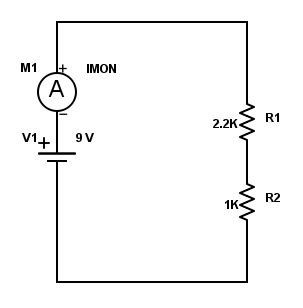 M1 + IMON
A
−
V1 + 9 V
2.2K R1
1K R2